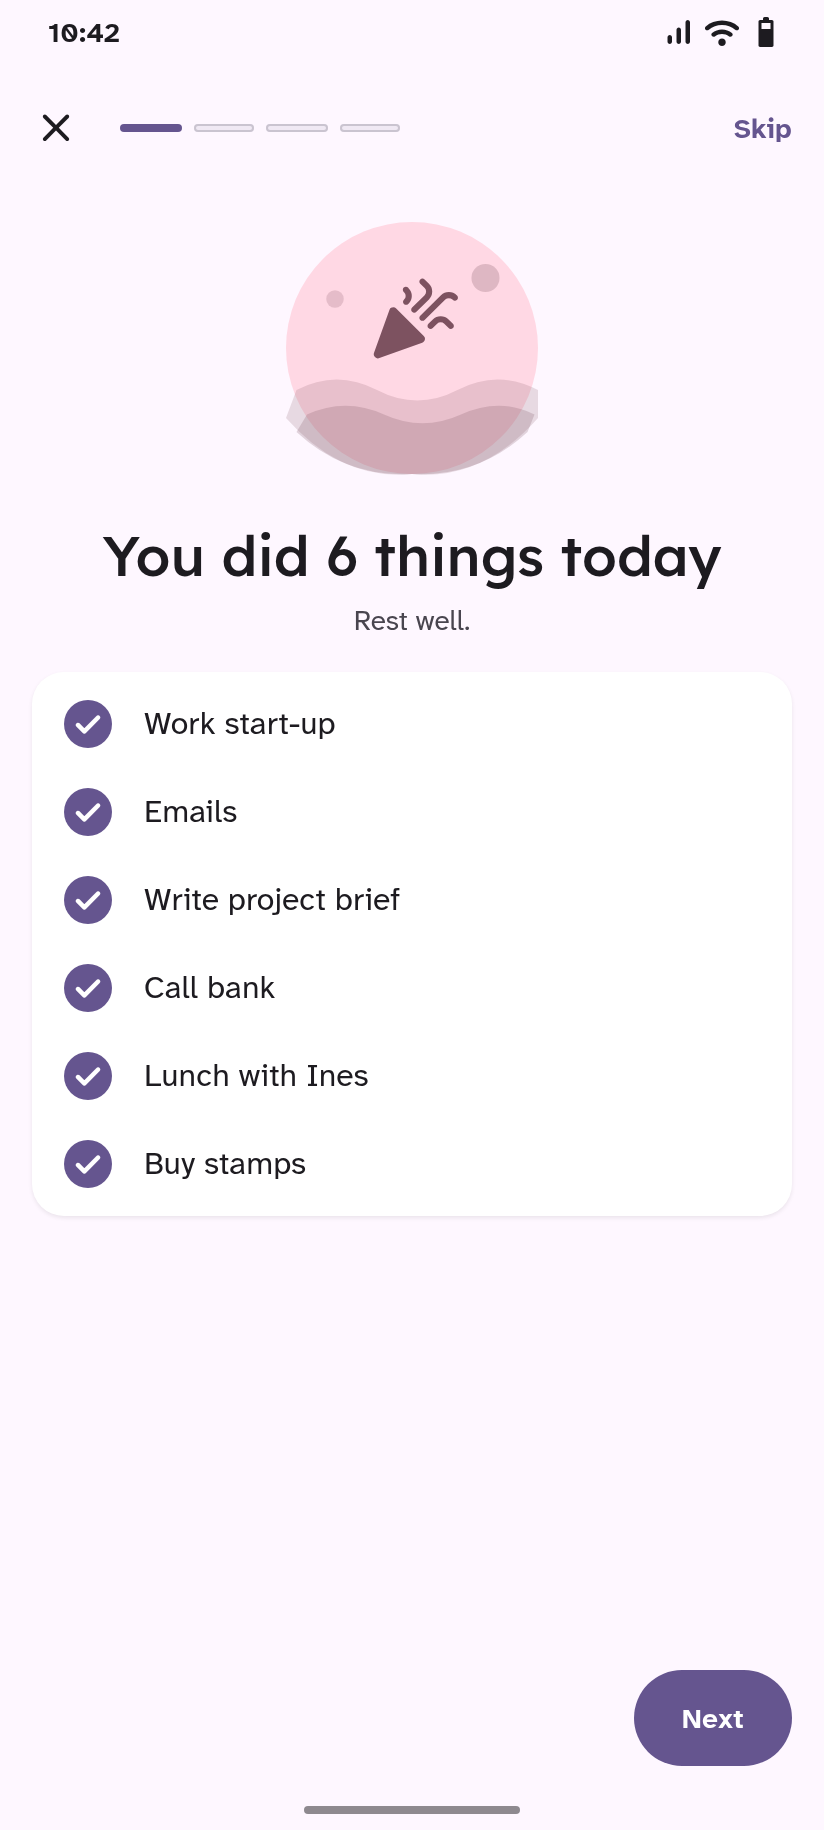 10:42
Skip
You did 6 things today
Rest well.
Work start-up
Emails
Write project brief
Call bank
Lunch with Ines
Buy stamps
Next